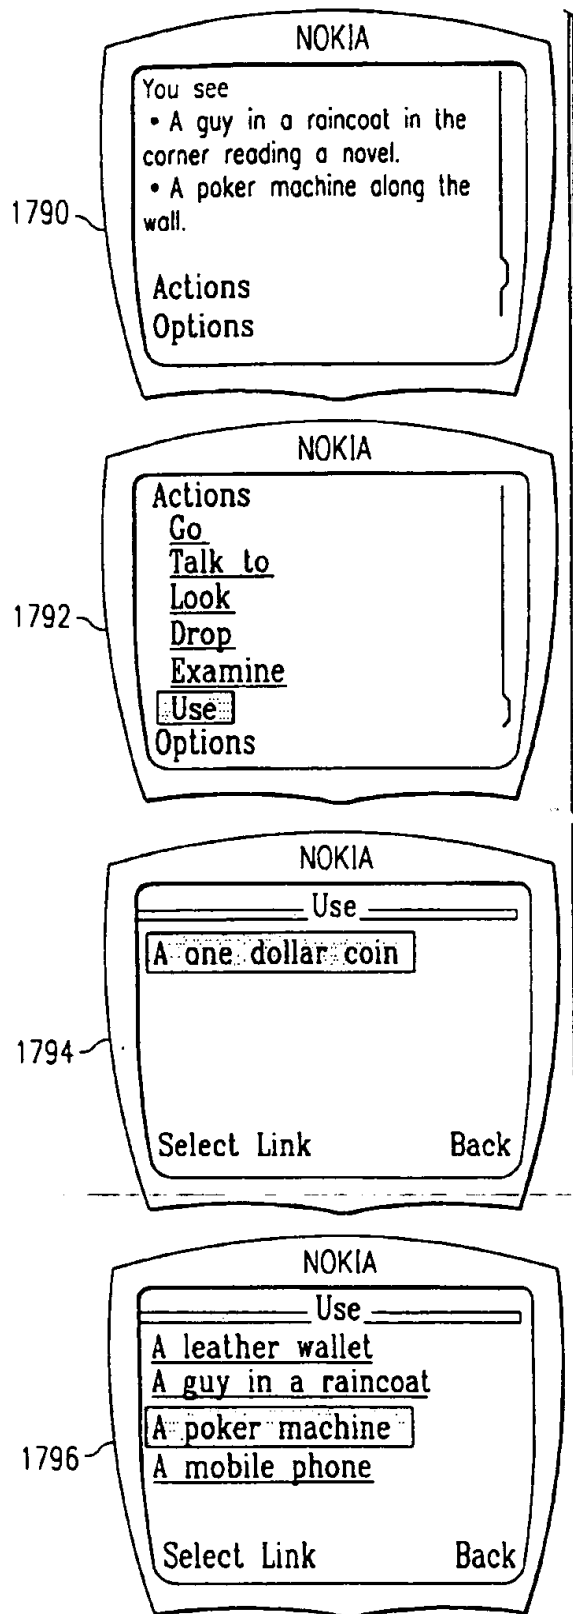 NOKIA
You see
• A guy in a raincoat in the
corner reading a novel.
• A poker machine along the
wall.
1790
Actions
Options
NOKIA
Actions
Go
Talk to
Look
1792
Drop
Examine
Use
Options
NOKIA
Use
A one dollar coin
1794
Select Link Back
NOKIA
Use
A leather wallet
A guy in a raincoat
A poker machine
1796
A mobile phone
Select Link Back